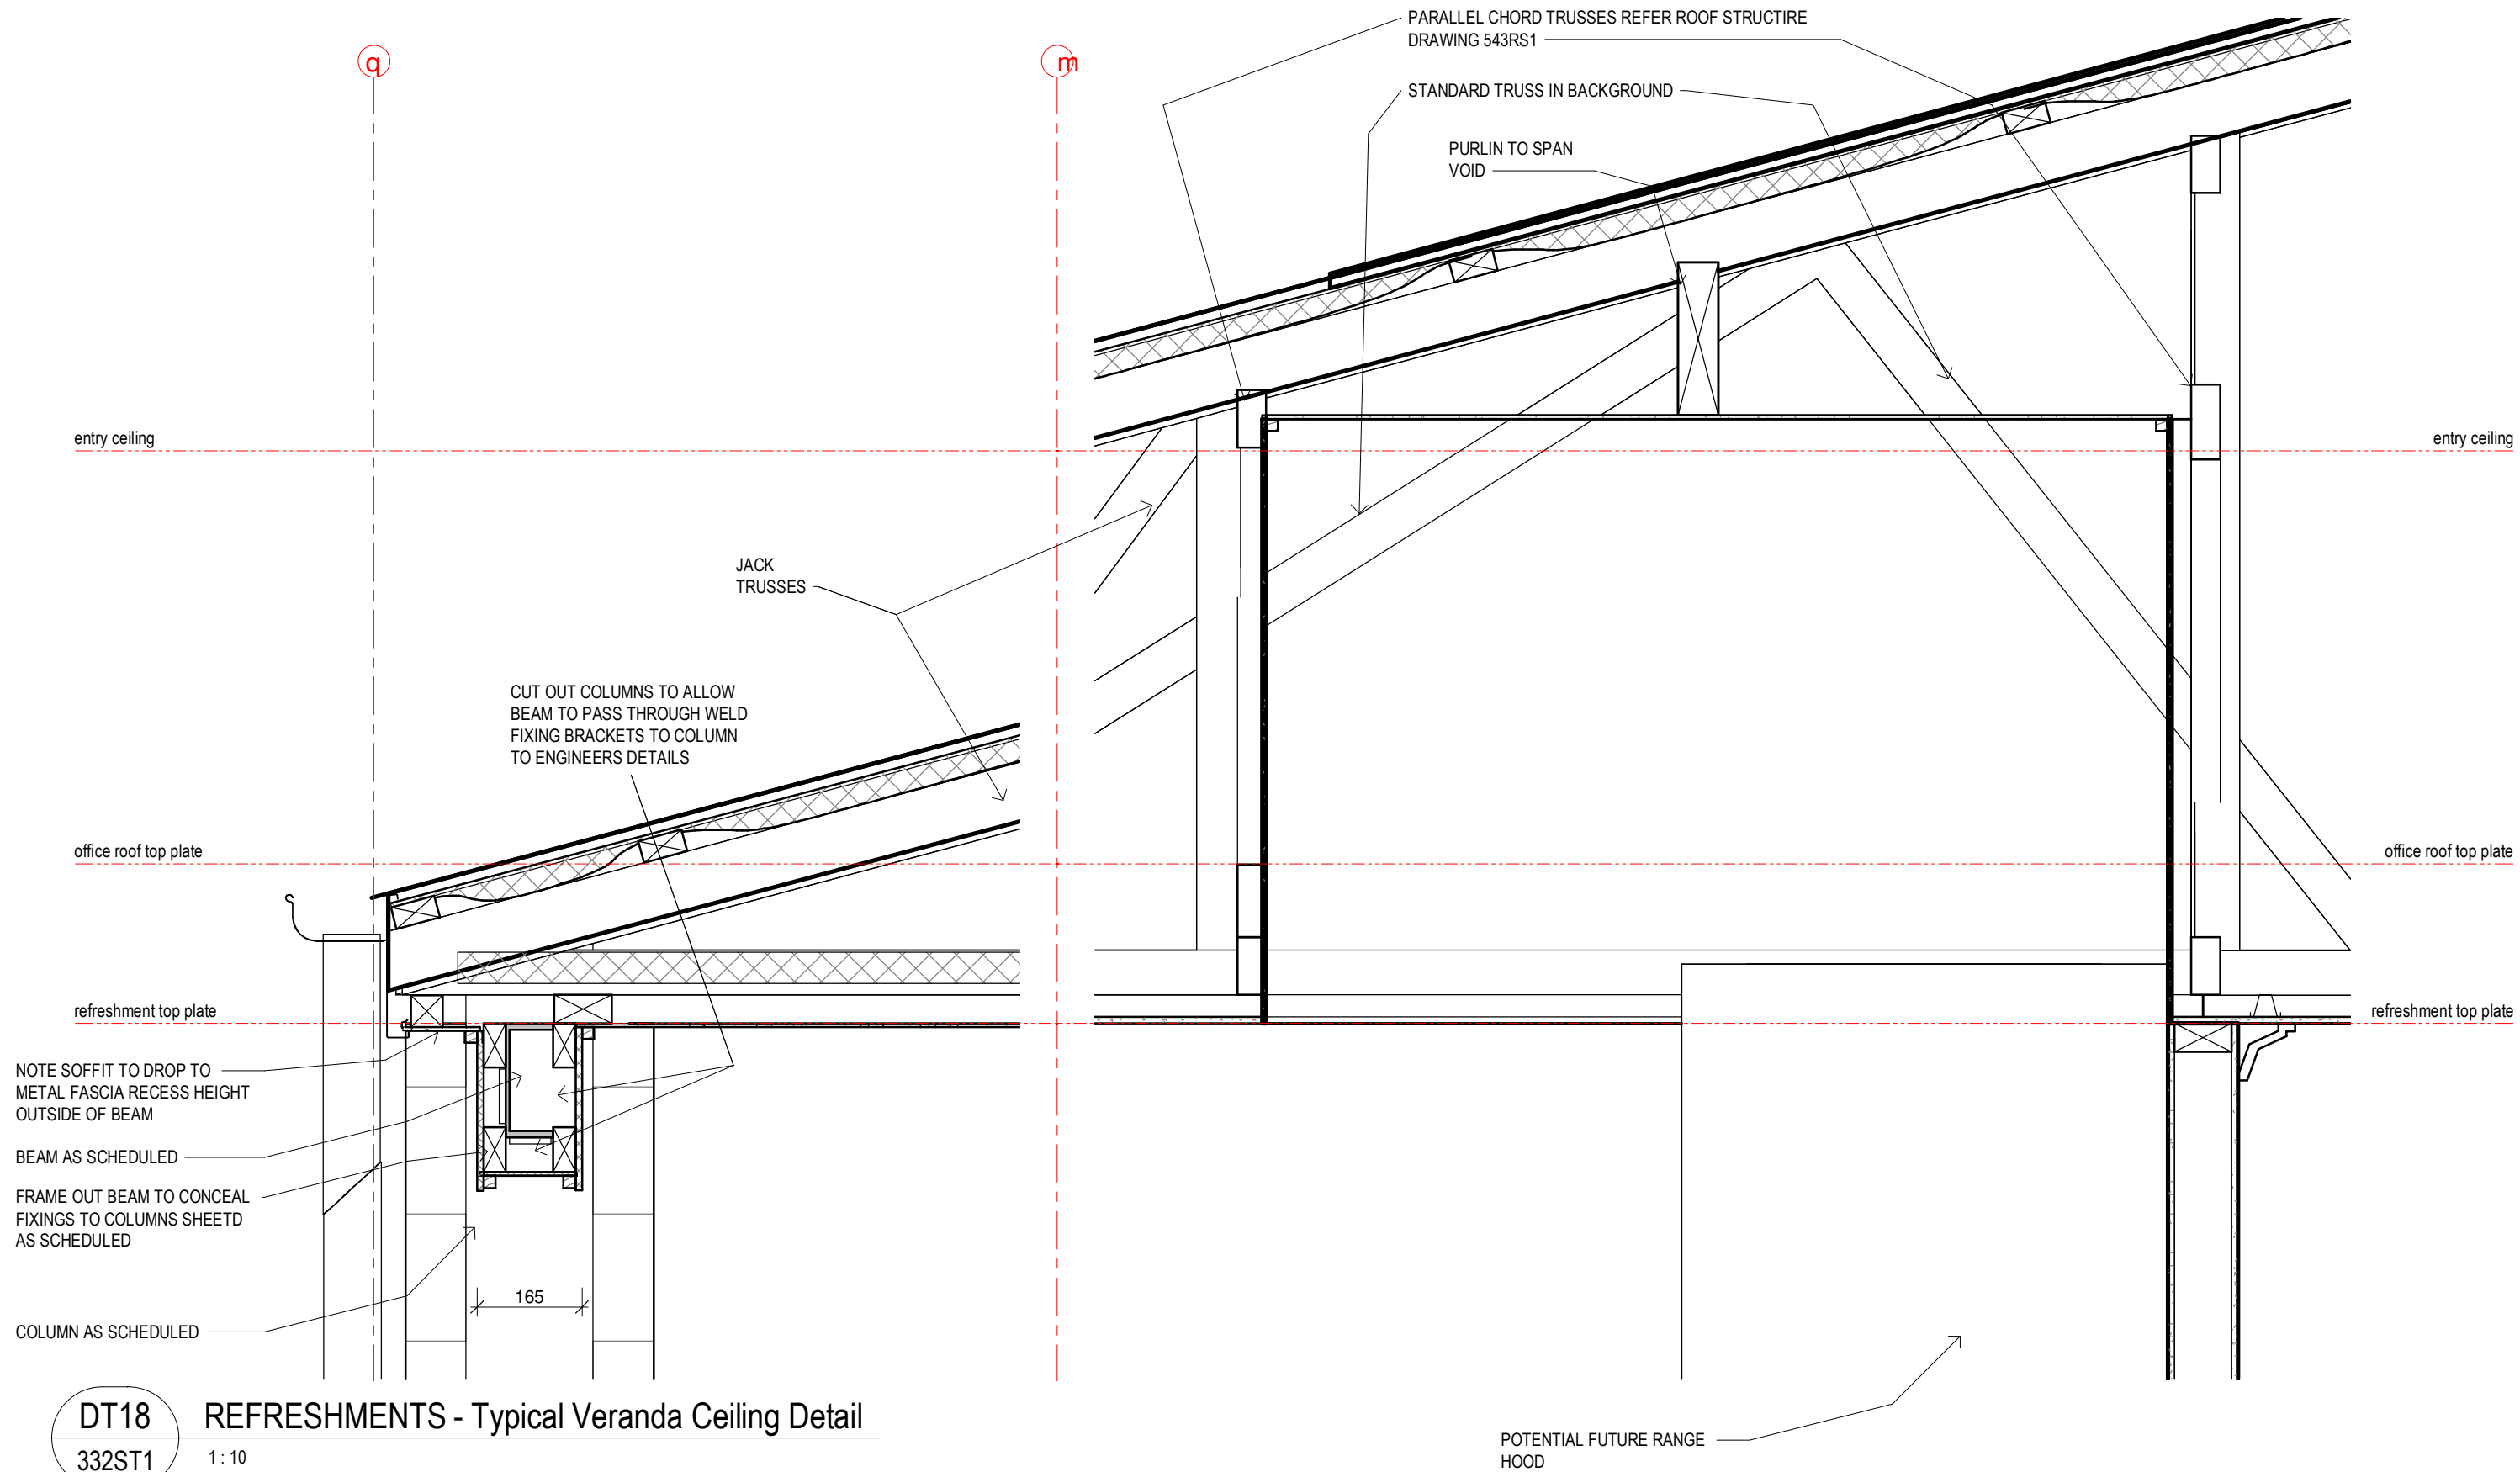 PARALLEL CHORD TRUSSES REFER ROOF STRUCTIRE
DRAWING 543RS1
q
m
STANDARD TRUSS IN BACKGROUND
PURLIN TO SPAN
VOID
entry ceiling
entry ceiling
JACK
TRUSSES
CUT OUT COLUMNS TO ALLOW
BEAM TO PASS THROUGH WELD
FIXING BRACKETS TO COLUMN
TO ENGINEERS DETAILS
office roof top plate
office roof top plate
refreshment top plate
refreshment top plate
NOTE SOFFIT TO DROP TO
METAL FASCIA RECESS HEIGHT
OUTSIDE OF BEAM
BEAM AS SCHEDULED
FRAME OUT BEAM TO CONCEAL
FIXINGS TO COLUMNS SHEETD
AS SCHEDULED
165
COLUMN AS SCHEDULED
DT18
REFRESHMENTS - Typical Veranda Ceiling Detail
332ST1
1 : 10
POTENTIAL FUTURE RANGE
HOOD